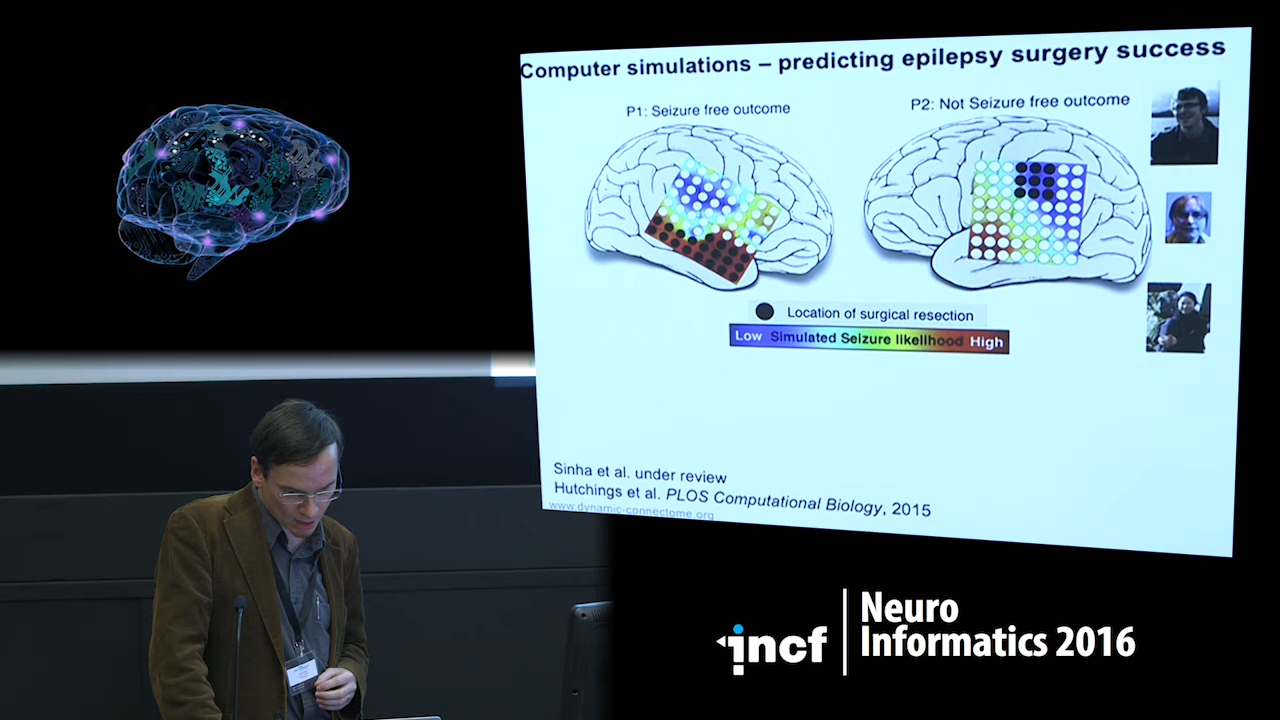 Computer simulations – predicting epilepsy surgery success
P1: Seizure free outcome
P2: Not Seizure free outcome
Location of surgical resection
Low Simulated Seizure likelihood High
Sinha et al. under review
Hutchings et al. PLOS Computational Biology, 2015
www.dynamic-connectome.org
incf
Neuro
Informatics 2016